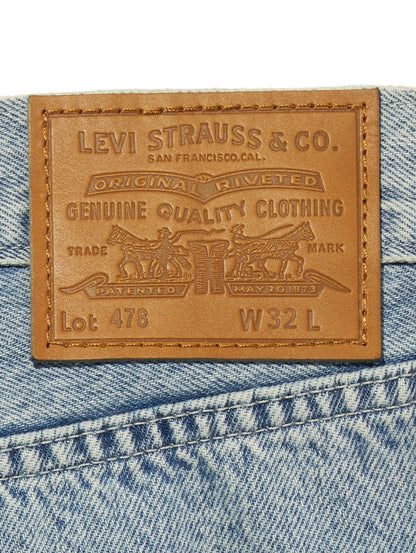 LEVI STRAUSS & CO.
SAN FRANCISCO, CAL.
ORIGINAL RIVETED
GENUINE QUALITY CLOTHING
TRADE MARK
PATENTED MAY 20 1873
Lot 478 W 32 L